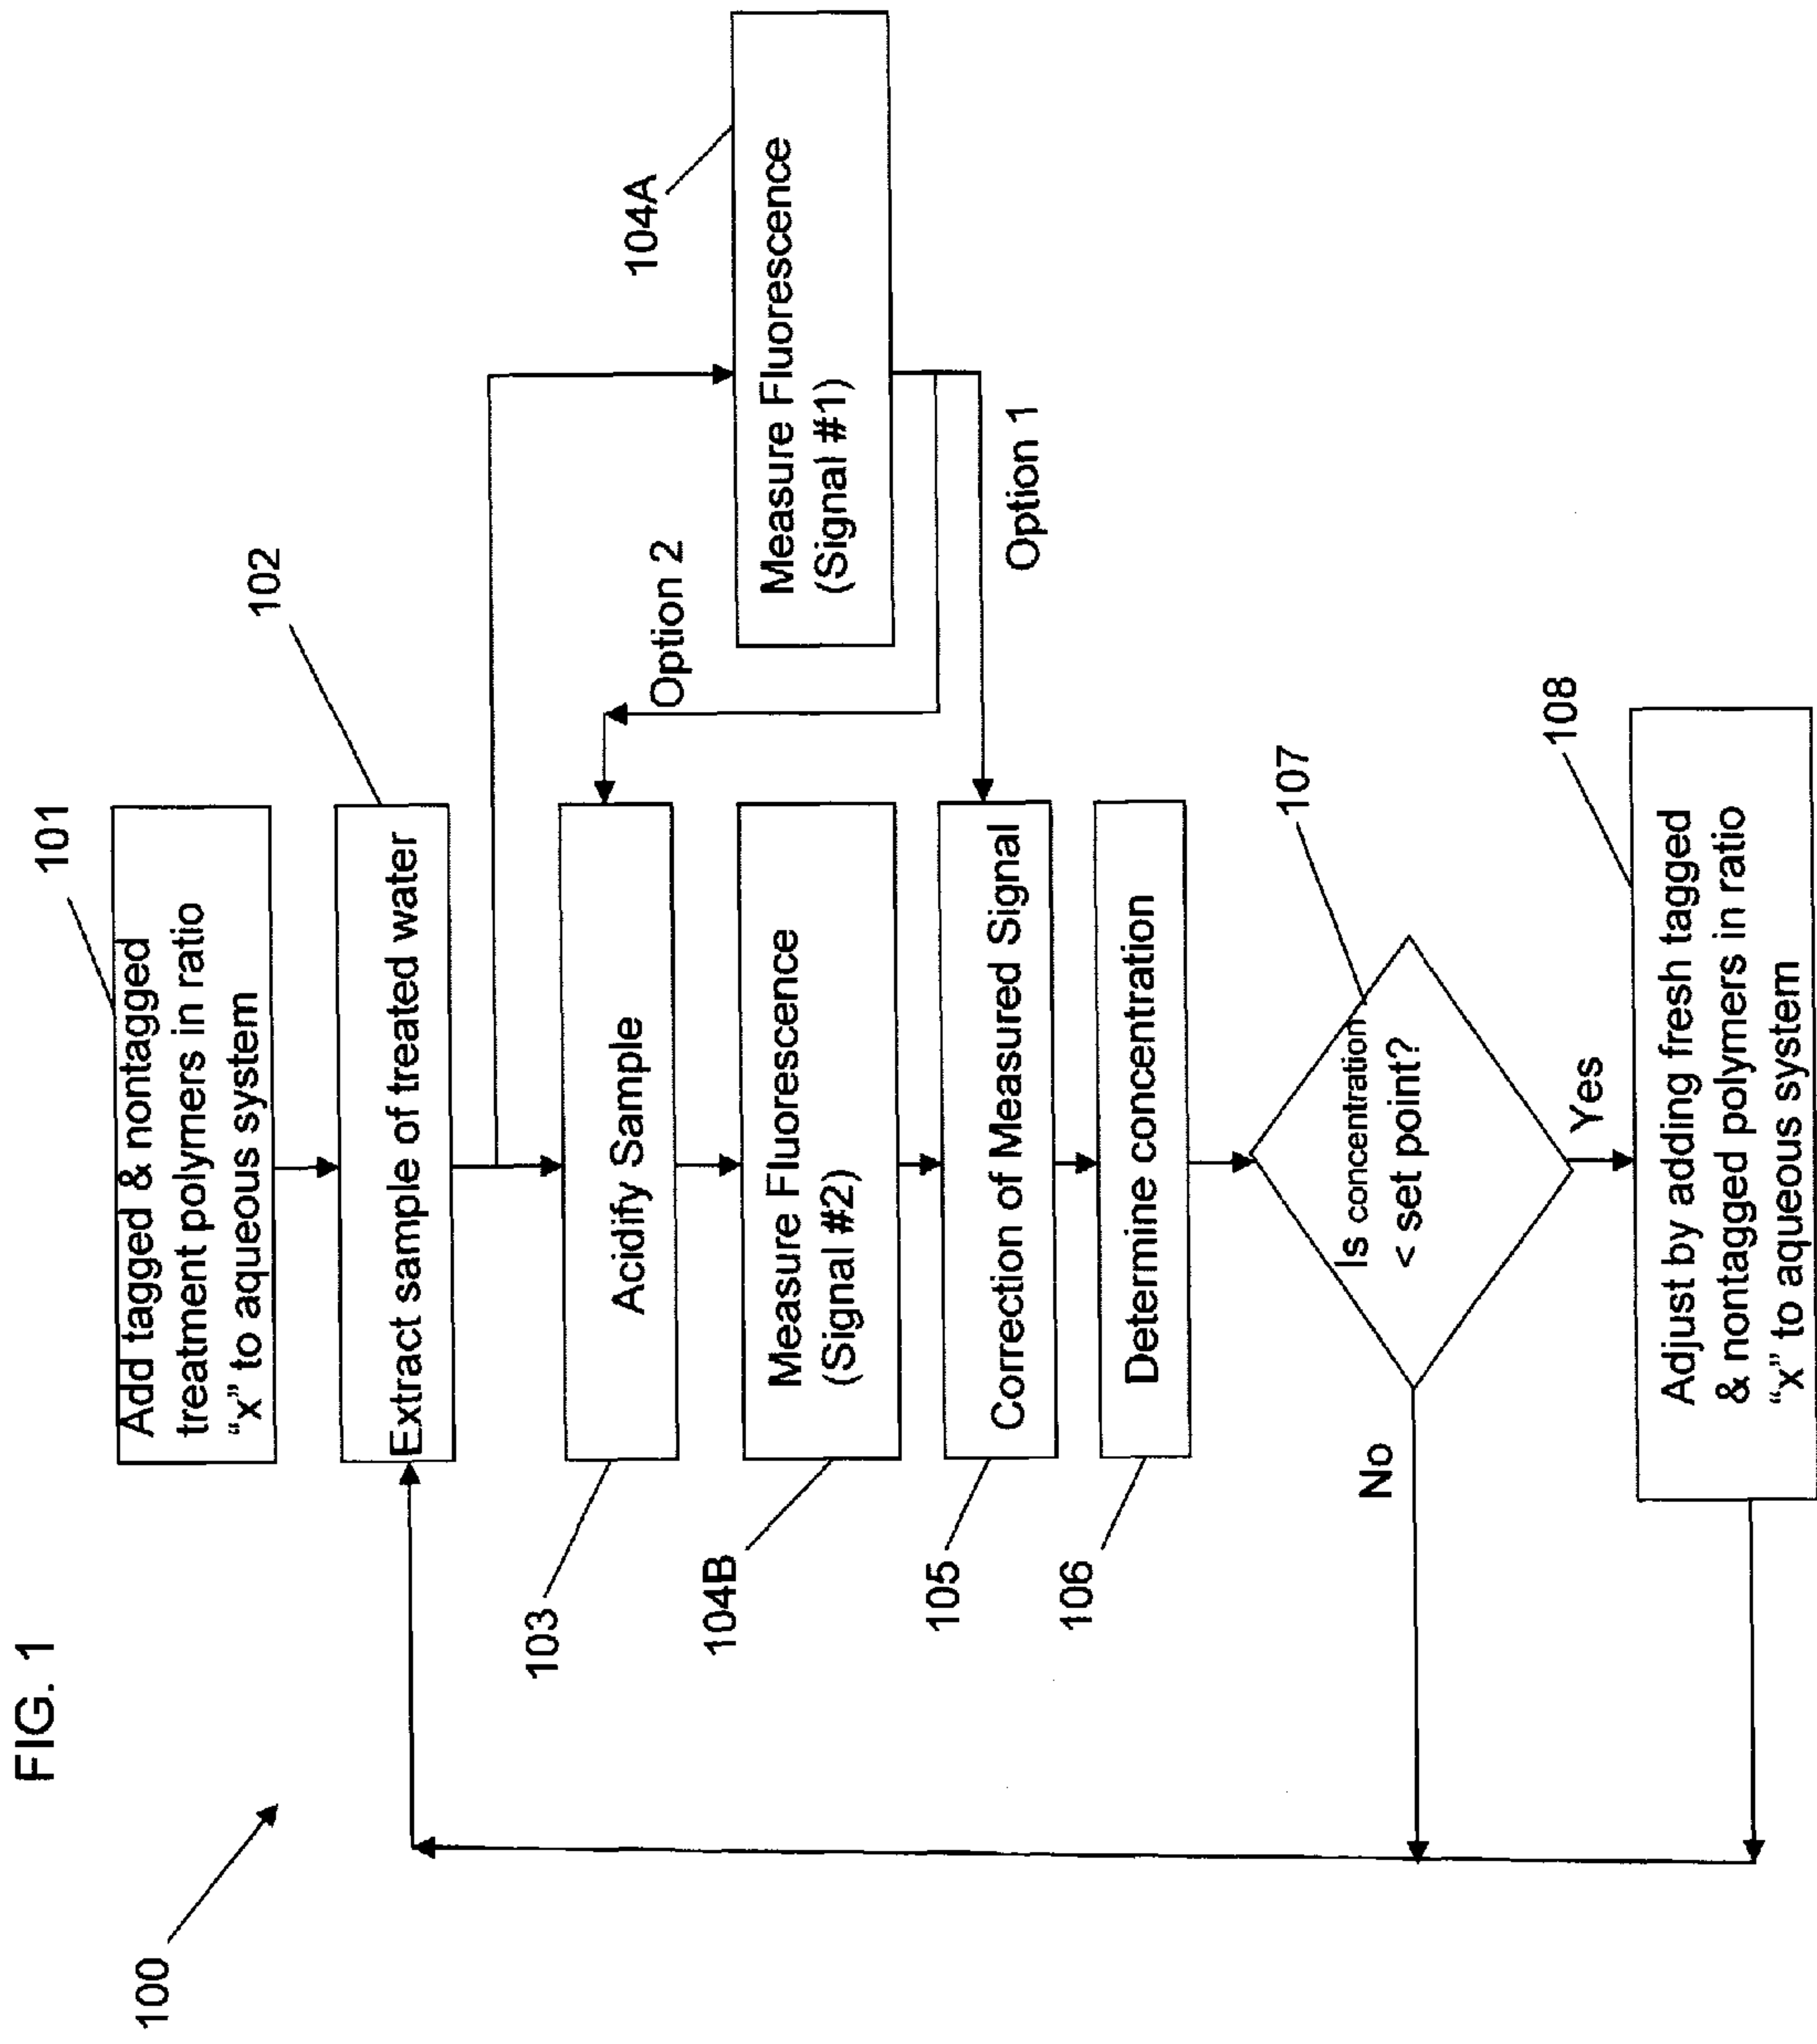 FIG. 1
100
101
Add tagged & nontagged
treatment polymers in ratio
“x” to aqueous system
102
Extract sample of treated water
103
Acidify Sample
Option 2
104A
Measure Fluorescence
(Signal #1)
Option 1
104B
Measure Fluorescence
(Signal #2)
105
Correction of Measured Signal
106
Determine concentration
107
Is concentration
< set point?
No
Yes
108
Adjust by adding fresh tagged
& nontagged polymers in ratio
“x” to aqueous system